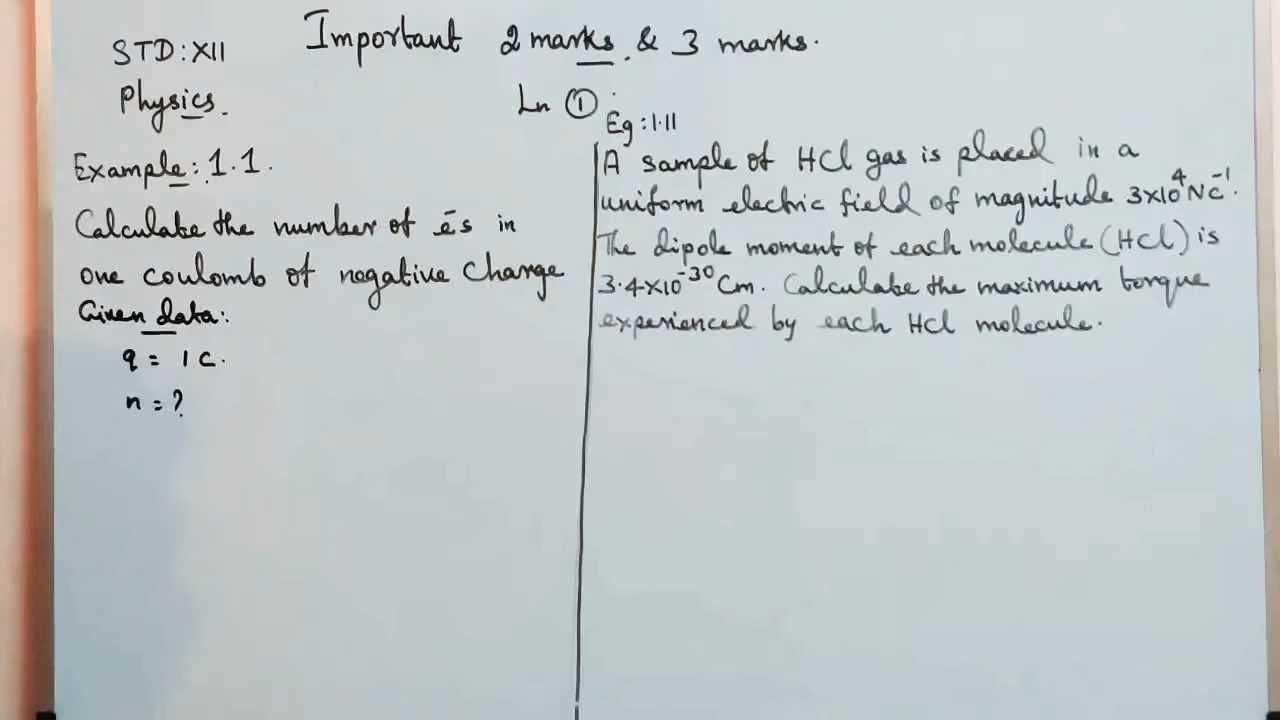 Important 2 marks & 3 marks.
STD: XII
Physics.
Ln ①
Example: 1.1.
Calculate the number of ēs in
one coulomb of negative charge
Given data:
q = 1 C.
n = ?
Eg: 1.11
A sample of HCl gas is placed in a
uniform electric field of magnitude 3×10⁴ NC⁻¹.
The dipole moment of each molecule (HCl) is
3.4×10⁻³⁰ Cm. Calculate the maximum torque
experienced by each HCl molecule.